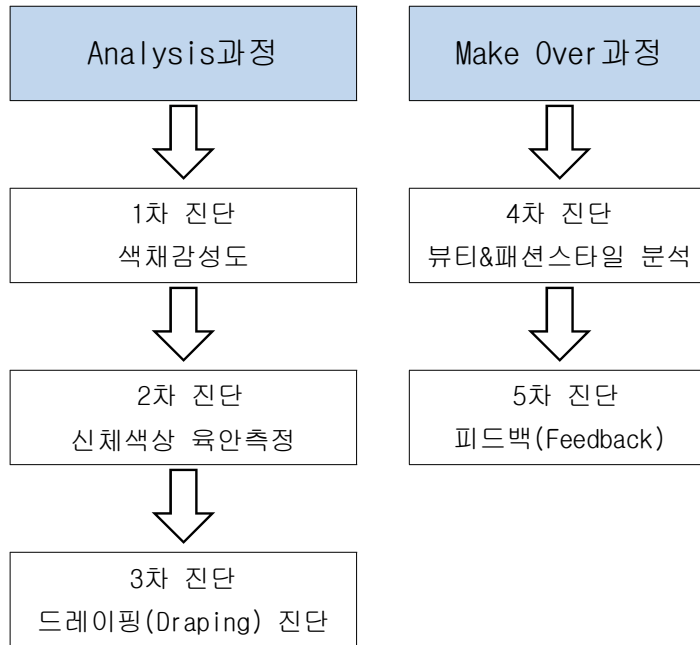 Analysis과정
1차 진단
색채감성도
2차 진단
신체색상 육안측정
3차 진단
드레이핑(Draping) 진단
Make Over과정
4차 진단
뷰티&패션스타일 분석
5차 진단
피드백(Feedback)